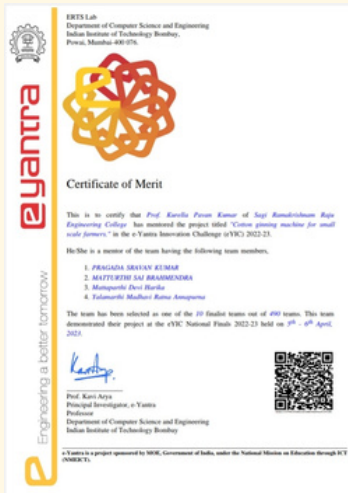 ERTS Lab
Department of Computer Science and Engineering
Indian Institute of Technology Bombay,
Powai, Mumbai-400 076.
eyantra
Engineering a better tomorrow
Certificate of Merit
This is to certify that Prof. Kurella Pavan Kumar of Sagi Ramakrishnam Raju
Engineering College has mentored the project titled "Cotton ginning machine for small
scale farmers." in the e-Yantra Innovation Challenge (eYIC) 2022-23.
He/She is a mentor of the team having the following team members,
1. PRAGADA SRAVAN KUMAR
2. MATTURTHI SAI BRAHMENDRA
3. Matta­parthi Devi Harika
4. Yalamarthi Madhavi Ratna Annapurna
The team has been selected as one of the 10 finalist teams out of 490 teams. This team
demonstrated their project at the eYIC National Finals 2022-23 held on 5th - 6th April,
2023.
Prof. Kavi Arya
Principal Investigator, e-Yantra
Professor
Department of Computer Science and Engineering
Indian Institute of Technology Bombay
e-Yantra is a project sponsored by MOE, Government of India, under the National Mission on Education through ICT
(NMEICT).